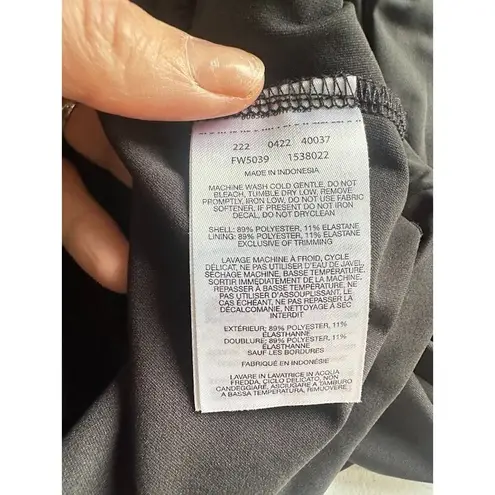 222 0422 40037
FW5039 1538022
MADE IN INDONESIA
MACHINE WASH COLD GENTLE, DO NOT
BLEACH, TUMBLE DRY LOW, REMOVE
PROMPTLY, IRON LOW, DO NOT USE FABRIC
SOFTENER, IF PRESENT DO NOT IRON
DECAL, DO NOT DRYCLEAN
SHELL: 89% POLYESTER, 11% ELASTANE
LINING: 89% POLYESTER, 11% ELASTANE
EXCLUSIVE OF TRIMMING
LAVAGE MACHINE À FROID, CYCLE
DÉLICAT, NE PAS UTILISER D'EAU DE JAVEL,
SÉCHAGE MACHINE, BASSE TEMPÉRATURE,
SORTIR IMMÉDIATEMENT DE LA MACHINE,
REPASSER À BASSE TEMPÉRATURE, NE
PAS UTILISER D'ASSOUPLISSANT, LE
CAS ÉCHÉANT, NE PAS REPASSER LA
DÉCALCOMANIE, NETTOYAGE À SEC
INTERDIT
EXTÉRIEUR: 89% POLYESTER, 11%
ÉLASTHANNE
DOUBLURE: 89% POLYESTER, 11%
ÉLASTHANNE
SAUF LES BORDURES
FABRIQUÉ EN INDONÉSIE
LAVARE IN LAVATRICE IN ACQUA
FREDDA, CICLO DELICATO, NON
CANDEGGIARE, ASCIUGARE A TAMBURO
A BASSA TEMPERATURA, RIMUOVERE